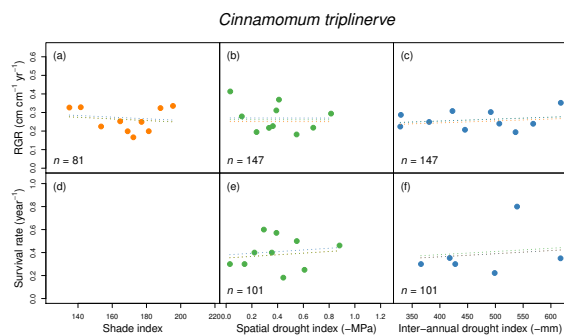 Cinnamomum triplinerve
(a) (b) (c)
RGR (cm cm⁻¹ yr⁻¹)
0.0 0.1 0.2 0.3 0.4 0.5 0.6
n = 81 n = 147 n = 147
(d) (e) (f)
Survival rate (year⁻¹)
0.0 0.2 0.4 0.6 0.8 1.0
n = 101 n = 101
140 160 180 200 220 0.0 0.2 0.4 0.6 0.8 1.0 350 400 450 500 550 600
Shade index Spatial drought index (−MPa) Inter−annual drought index (−mm)